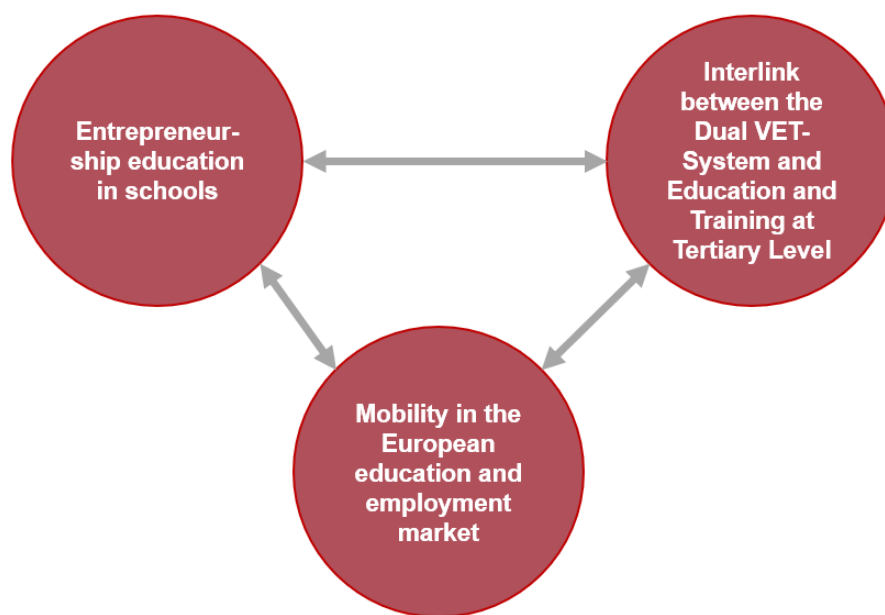 Entrepreneur-
ship education
in schools
Interlink
between the
Dual VET-
System and
Education and
Training at
Tertiary Level
Mobility in the
European
education and
employment
market